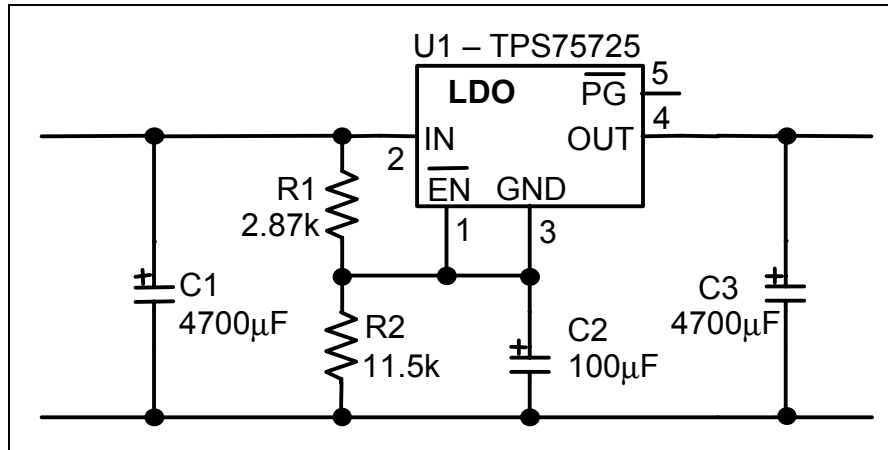 U1 – TPS75725
LDO
PG
5
IN
OUT
4
2
EN
GND
R1
2.87k
1
3
C1
4700µF
R2
11.5k
C2
100µF
C3
4700µF
+
+
+